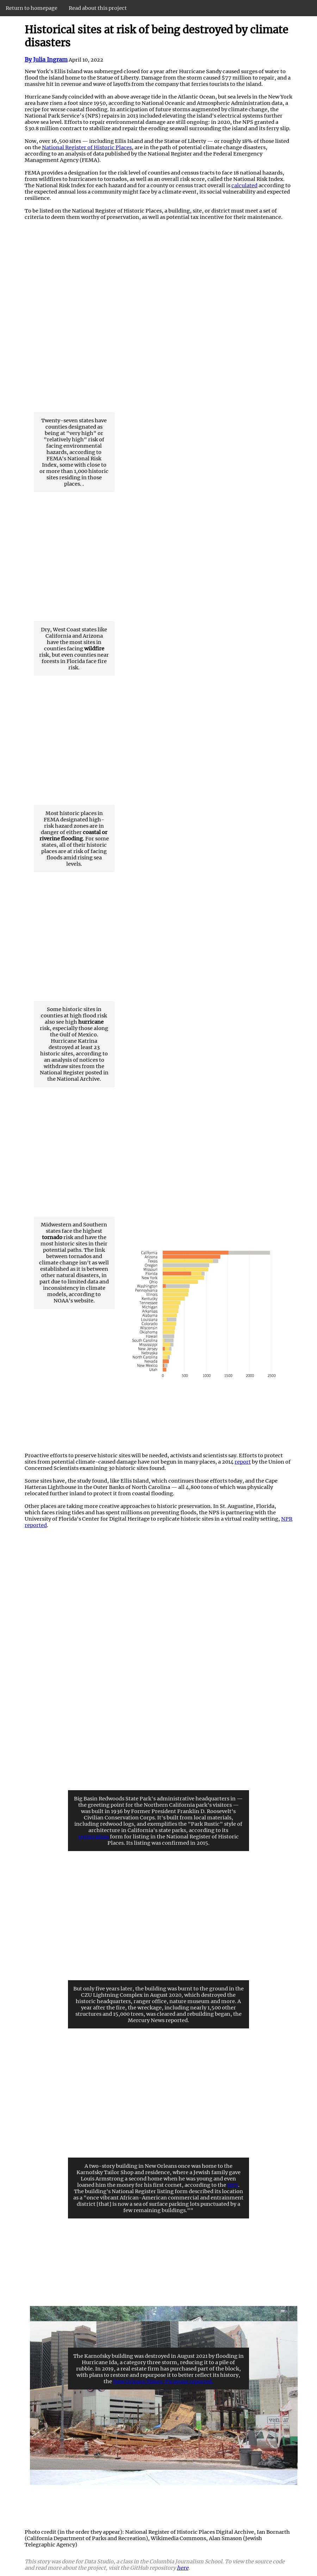 Return to homepage Read about this project
Historical sites at risk of being destroyed by climate
disasters
By Julia Ingram April 10, 2022
New York's Ellis Island was submerged closed for a year after Hurricane Sandy caused surges of water to
flood the island, close to the Statue of Liberty. Damage from the storm caused $77 million to repair, and a
massive hit in revenue and were of layoffs from the company that ferries tourists to the island.
Hurricane Sandy coincided with an above average tide in the Atlantic Ocean, but sea levels in the New York
area have risen a foot since 1950, according to National Oceanic and Atmospheric Administration data, a
recipe for worse coastal flooding. In anticipation of future storms augmented by climate change, the
National Park Service's (NPS) repairs in 2013 included elevating the island's electrical system thirteen feet
above sea level. Efforts to repair environmental damage are still ongoing: In 2020, the NPS granted a
$30.8 million contract to expand and repair the eroding seawall surrounding the island and its ferry slip.
Now, over 16,500 sites — including Ellis Island and the Statue of Liberty — or roughly 18% of those listed
on the National Register of Historic Places, are in the path of potential climate change disasters,
according to an analysis of data published by the National Register and the Federal Emergency
Management Agency (FEMA).
FEMA provides a designation for the risk level of counties and census tracts to face 18 national hazards,
from wildfires to hurricanes to tornados, as well as an overall risk score, called the National Risk Index.
The National Risk Index for each hazard and for a county or census tract overall is calculated according to
the expected annual loss a community might face by a climate event, its social vulnerability and expected
resilience.
To be listed on the National Register of Historic Places, a building, site, or district must meet a set of
criteria to deem them worthy of preservation, as well as potential tax incentive for their maintenance.
Twenty-seven states have
counties designated as
being at "very high" or
"relatively high" risk of
facing environmental
hazards, according to
FEMA's National Risk
Index, some with close to
or more than 1,000 historic
sites residing in those
places. .
Dry, West Coast states like
California and Arizona
have the most sites in
counties facing wildfire
risk, but even counties near
forests in Florida face fire
risk.
Most historic places in
FEMA designated high-
risk hazard zones are in
danger of either coastal or
riverine flooding. For some
states, all of their historic
places are at risk of facing
floods amid rising sea
levels.
Some historic sites in
counties at high flood risk
also see high hurricane
risk, especially those along
the Gulf of Mexico.
Hurricane Katrina
destroyed at least 23
historic sites, according to
an analysis of notices to
withdraw sites from the
National Register posted in
the National Archive.
Midwestern and Southern
states face the highest
tornado risk and have the
most historic sites in their
potential paths. The link
between tornados and
climate change isn't as well
established as it is between
other natural disasters, in
part due to limited data and
inconsistency in climate
models, according to
NOAA's website.
California
Arizona
Texas
Oregon
Missouri
Florida
New York
Ohio
Washington
Pennsylvania
Illinois
Kentucky
Tennessee
Michigan
Arkansas
Alabama
Louisiana
Colorado
Wisconsin
Oklahoma
Hawaii
South Carolina
Mississippi
New Jersey
Nebraska
North Carolina
Nevada
New Mexico
Utah
0 500 1000 1500 2000 2500
Proactive efforts to preserve historic sites will be needed, activists and scientists say. Efforts to protect
sites from potential climate-caused damage have not begun in many places, a 2014 report by the Union of
Concerned Scientists examining 30 historic sites found.
Some sites have, the study found, like Ellis Island, which continues those efforts today, and the Cape
Hatteras Lighthouse in the Outer Banks of North Carolina — all 4,800 tons of which was physically
relocated further inland to protect it from coastal flooding.
Other places are taking more creative approaches to historic preservation. In St. Augustine, Florida,
which faces rising tides and has spent millions on preventing floods, the NPS is partnering with the
University of Florida's Center for Digital Heritage to replicate historic sites in a virtual reality setting, NPR
reported.
Big Basin Redwoods State Park's administrative headquarters in —
the greeting point for the Northern California park's visitors —
was built in 1936 by Former President Franklin D. Roosevelt's
Civilian Conservation Corps. It's built from local materials,
including redwood logs, and exemplifies the "Park Rustic" style of
architecture in California's state parks, according to its
form for listing in the National Register of Historic
Places. Its listing was confirmed in 2015.
But only five years later, the building was burnt to the ground in the
CZU Lightning Complex in August 2020, which destroyed the
historic headquarters, ranger office, nature museum and more. A
year after the fire, the wreckage, including nearly 1,500 other
structures and 15,000 trees, was cleared and rebuilding began, the
Mercury News reported.
A two-story building in New Orleans once was home to the
Karnofsky Tailor Shop and residence, where a Jewish family gave
Louis Armstrong a second home when he was young and even
loaned him the money for his first cornet, according to the
The building's National Register listing form described its location
as a "once vibrant African-American commercial and entrainment
district [that] is now a sea of surface parking lots punctuated by a
few remaining buildings.""
The Karnofsky building was destroyed in August 2021 by flooding in
Hurricane Ida, a category three storm, reducing it to a pile of
rubble. In 2019, a real estate firm has purchased part of the block,
with plans to restore and repurpose it to better reflect its history,
the
Photo credit (in the order they appear): National Register of Historic Places Digital Archive, Ian Bornarth
(California Department of Parks and Recreation), Wikimedia Commons, Alan Smason (Jewish
Telegraphic Agency)
This story was done for Data Studio, a class in the Columbia Journalism School. To view the source code
and read more about the project, visit the GitHub repository here